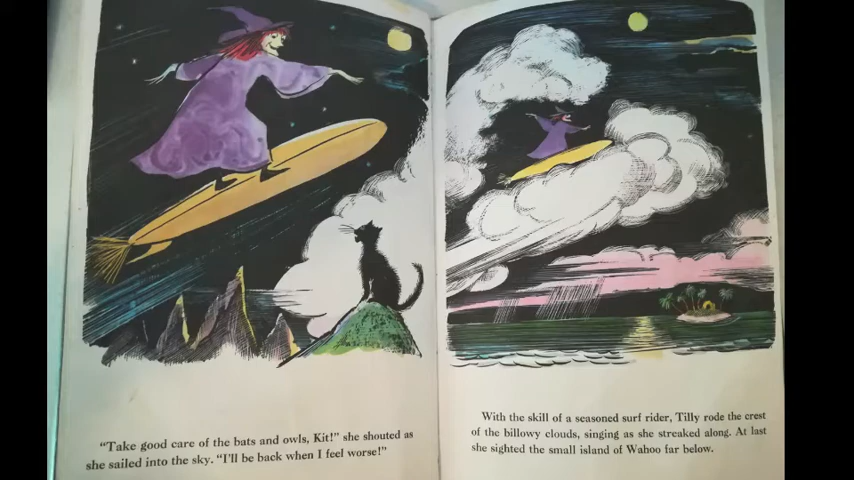 "Take good care of the bats and owls, Kit!" she shouted as
she sailed into the sky. "I'll be back when I feel worse!"
With the skill of a seasoned surf rider, Tilly rode the crest
of the billowy clouds, singing as she streaked along. At last
she sighted the small island of Wahoo far below.